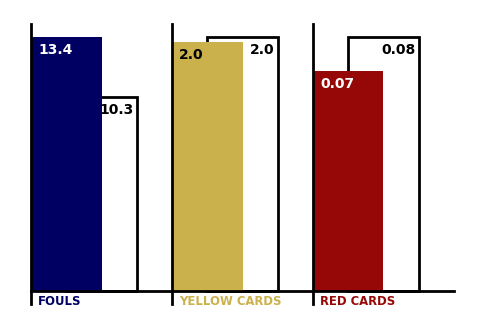 13.4
10.3
2.0
2.0
0.07
0.08
FOULS
YELLOW CARDS
RED CARDS